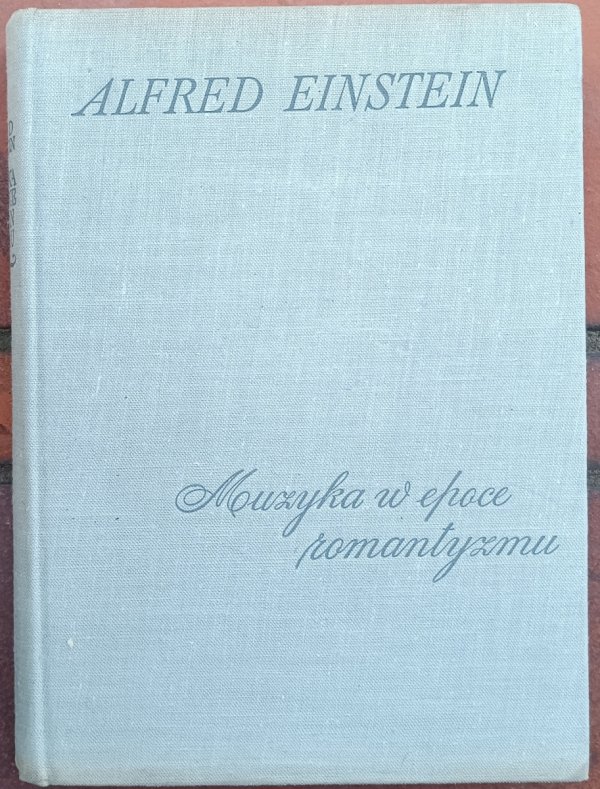 ALFRED EINSTEIN
Muzyka w epoce
romantyzmu